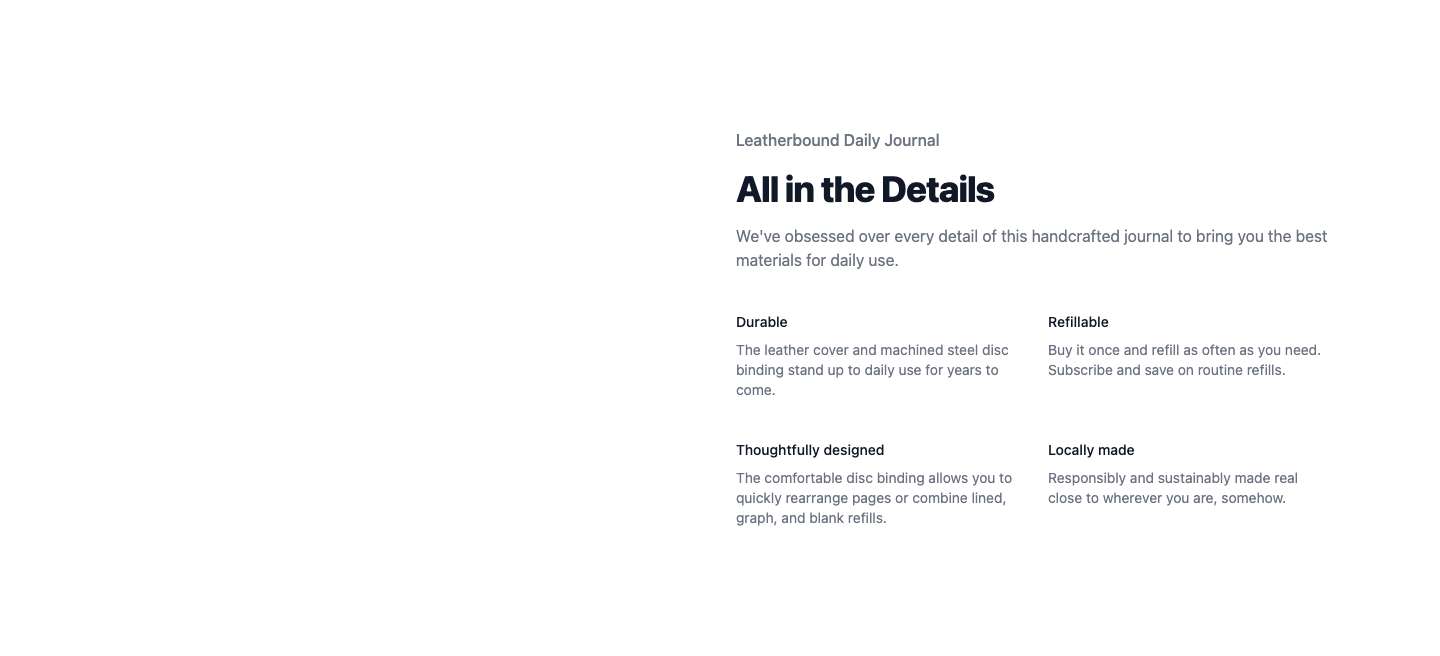 Leatherbound Daily Journal
All in the Details
We've obsessed over every detail of this handcrafted journal to bring you the best
materials for daily use.
Durable
The leather cover and machined steel disc
binding stand up to daily use for years to
come.
Refillable
Buy it once and refill as often as you need.
Subscribe and save on routine refills.
Thoughtfully designed
The comfortable disc binding allows you to
quickly rearrange pages or combine lined,
graph, and blank refills.
Locally made
Responsibly and sustainably made real
close to wherever you are, somehow.